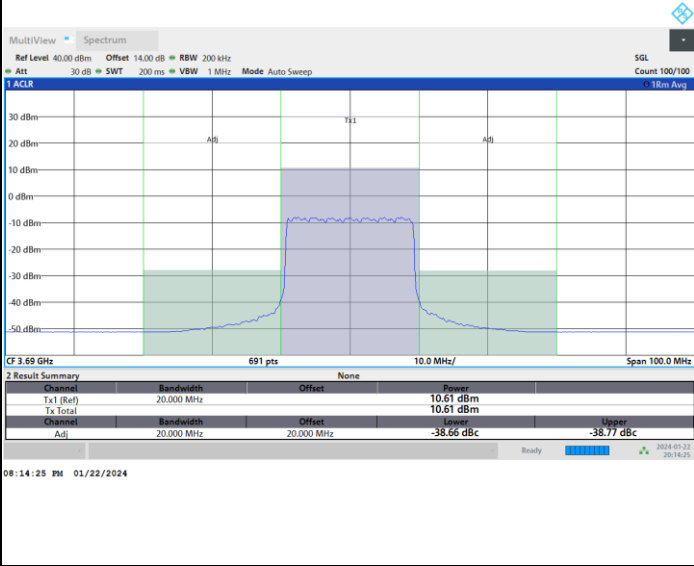 MultiView Spectrum
Ref Level 40.00 dBm Offset 14.00 dB RBW 200 kHz SGL
Att 30 dB SWT 200 ms VBW 1 MHz Mode Auto Sweep Count 100/100
1 ACLR 1Rm Avg
30 dBm
Tx1
20 dBm
Adj Adj
10 dBm
0 dBm
-10 dBm
-20 dBm
-30 dBm
-40 dBm
-50 dBm
CF 3.69 GHz 691 pts 10.0 MHz/ Span 100.0 MHz
2 Result Summary None
Channel Bandwidth Offset Power
Tx1 (Ref) 20.000 MHz 10.61 dBm
Tx Total 10.61 dBm
Channel Bandwidth Offset Lower Upper
Adj 20.000 MHz 20.000 MHz -38.66 dBc -38.77 dBc
Ready 2024-01-22
20:14:25
08:14:25 PM 01/22/2024